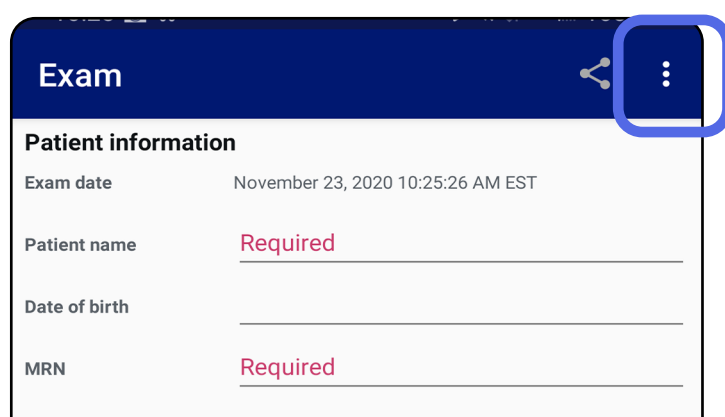 Exam
Patient information
Exam date November 23, 2020 10:25:26 AM EST
Patient name Required
Date of birth
MRN Required